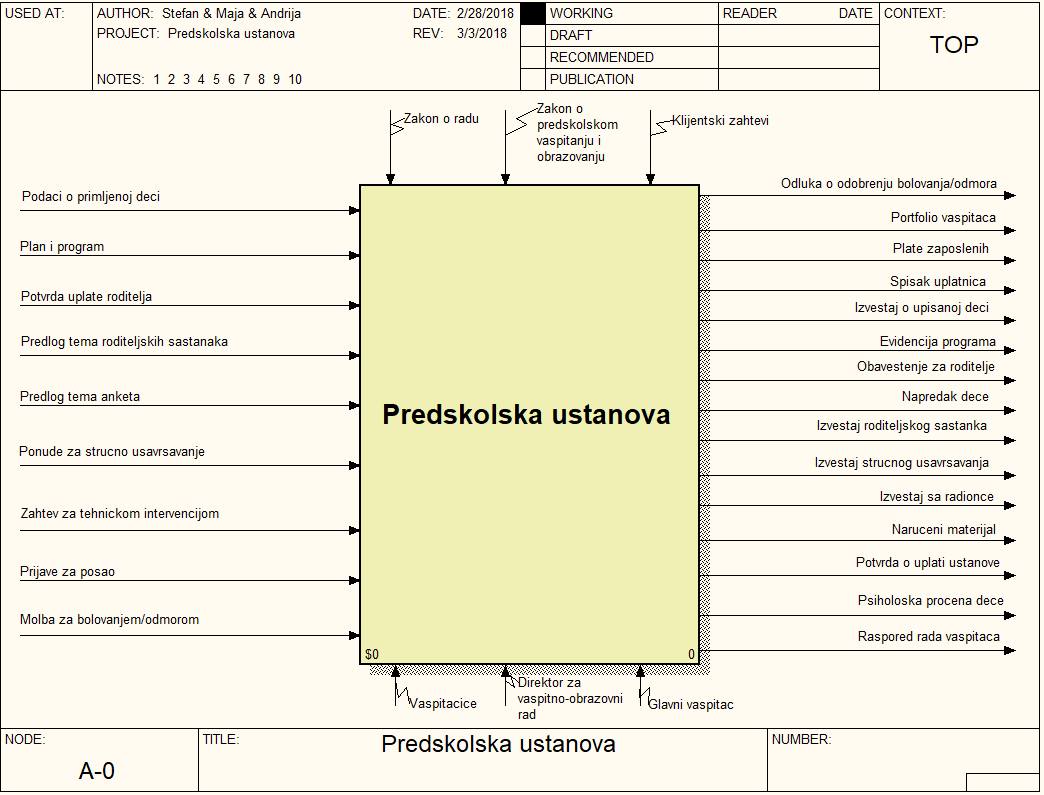 USED AT:
AUTHOR: Stefan & Maja & Andrija
DATE: 2/28/2018
PROJECT: Predskolska ustanova
REV: 3/3/2018
NOTES: 1 2 3 4 5 6 7 8 9 10
WORKING
DRAFT
RECOMMENDED
PUBLICATION
READER
DATE
CONTEXT:
TOP
Zakon o radu
Zakon o
predskolskom
vaspitanju i
obrazovanju
Klijentski zahtevi
Podaci o primljenoj deci
Plan i program
Potvrda uplate roditelja
Predlog tema roditeljskih sastanaka
Predlog tema anketa
Ponude za strucno usavrsavanje
Zahtev za tehnickom intervencijom
Prijave za posao
Molba za bolovanjem/odmorom
Predskolska ustanova
$0
0
Odluka o odobrenju bolovanja/odmora
Portfolio vaspitaca
Plate zaposlenih
Spisak uplatnica
Izvestaj o upisanoj deci
Evidencija programa
Obavestenje za roditelje
Napredak dece
Izvestaj roditeljskog sastanka
Izvestaj strucnog usavrsavanja
Izvestaj sa radionce
Naruceni materijal
Potvrda o uplati ustanove
Psiholoska procena dece
Raspored rada vaspitaca
Vaspitacice
Direktor za
vaspitno-obrazovni
rad
Glavni vaspitac
NODE:
A-0
TITLE:
Predskolska ustanova
NUMBER: